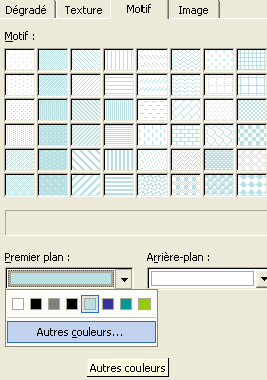 Dégradé Texture Motif Image
Motif :
Premier plan : Arrière-plan :
Autres couleurs...
Autres couleurs